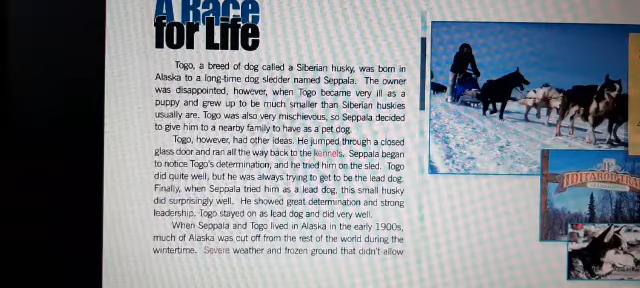 A Race
for Life
Togo, a breed of dog called a Siberian husky, was born in
Alaska to a long-time dog sledder named Seppala. The owner
was disappointed, however, when Togo became very ill as a
puppy and grew up to be much smaller than Siberian huskies
usually are. Togo was also very mischievous, so Seppala decided
to give him to a nearby family to have as a pet dog.
Togo, however, had other ideas. He jumped through a closed
glass door and ran all the way back to the kennels. Seppala began
to notice Togo's determination, and he tried him on the sled. Togo
did quite well, but he was always trying to get to be the lead dog.
Finally, when Seppala tried him as a lead dog, this small husky
did surprisingly well. He showed great determination and strong
leadership. Togo stayed on as lead dog and did very well.
When Seppala and Togo lived in Alaska in the early 1900s,
much of Alaska was cut off from the rest of the world during the
wintertime. Severe weather and frozen ground that didn't allow
IDITAROD TRA